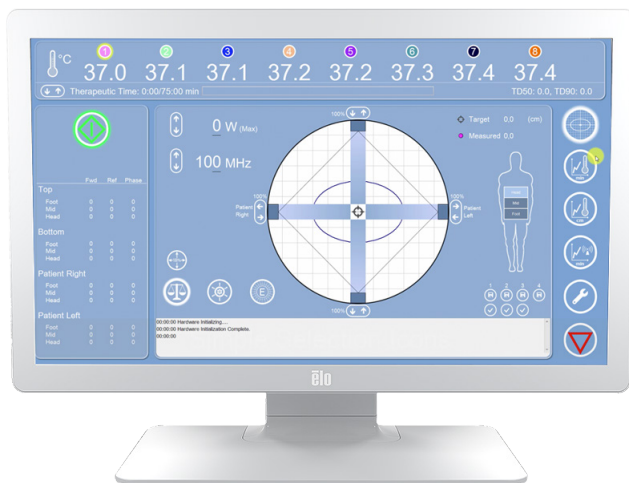 °C
1 2 3 4 5 6 7 8
37.0 37.1 37.1 37.2 37.2 37.3 37.4 37.4
Therapeutic Time: 0:00/75:00 min
TD50: 0.0, TD90: 0.0
100%
0 W (Max)
100 MHz
Target 0.0 (cm)
Measured 0.0
Fwd Ref Phase
Top
Foot 0 0 0
Mid 0 0 0
Head 0 0 0
Bottom
Foot 0 0 0
Mid 0 0 0
Head 0 0 0
Patient Right
Foot 0 0 0
Mid 0 0 0
Head 0 0 0
Patient Left
Foot 0 0 0
Mid 0 0 0
Head 0 0 0
100%
Patient
Right
100%
Patient
Left
Mid
Foot
E
1 2 3 4
100%
00:00:00 Hardware Initializing....
00:00:00 Hardware Initialization Complete.
00:00:00
elo